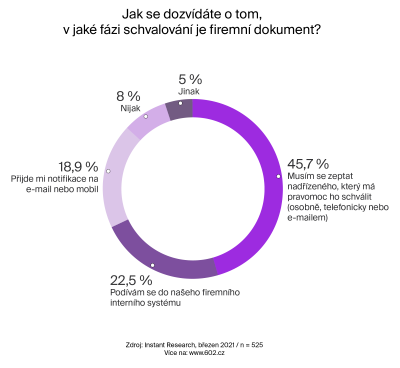 Jak se dozvídáte o tom,
v jaké fázi schvalování je firemní dokument?
5 %
Jinak
8 %
Nijak
18,9 %
Přijde mi notifikace na
e-mail nebo mobil
45,7 %
Musím se zeptat
nadřízeného, který má
pravomoc ho schválit
(osobně, telefonicky nebo
e-mailem)
22,5 %
Podívám se do našeho firemního
interního systému
Zdroj: Instant Research, březen 2021 / n = 525
Více na: www.602.cz